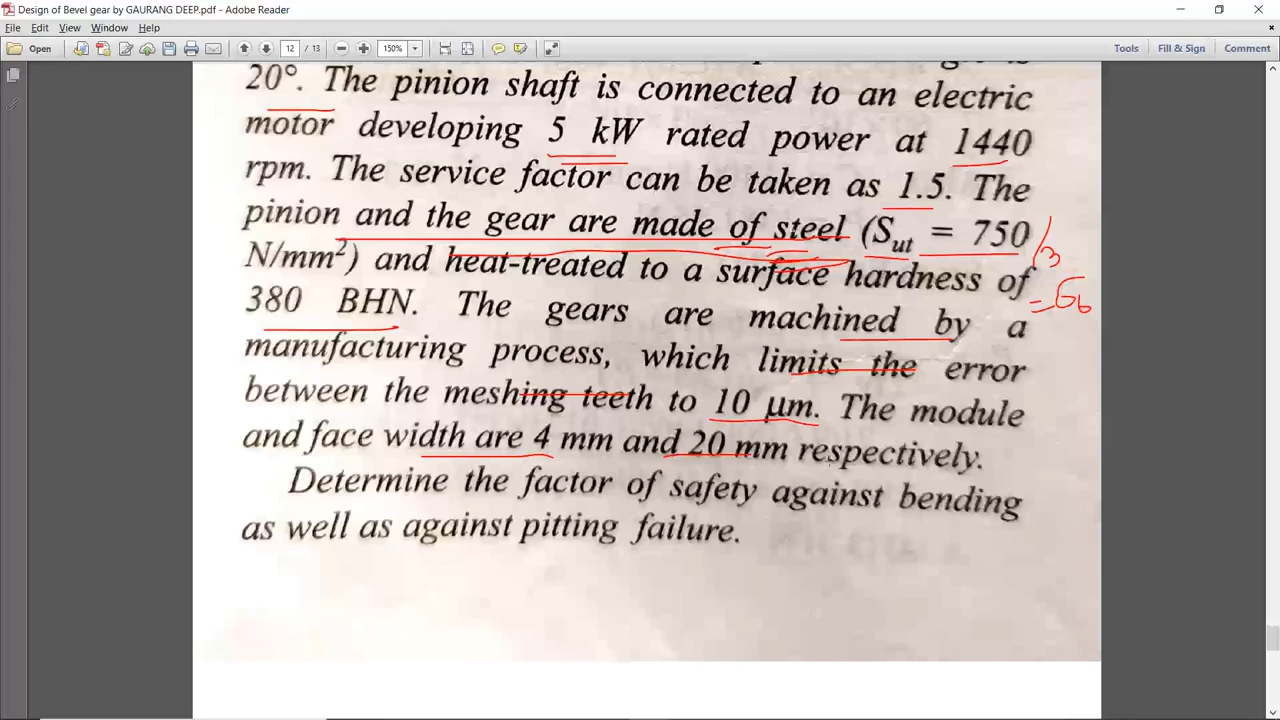 Design of Bevel gear by GAURANG DEEP.pdf - Adobe Reader
File Edit View Window Help
Open 12 / 13 150% Tools Fill & Sign Comment
20°. The pinion shaft is connected to an electric
motor developing 5 kW rated power at 1440
rpm. The service factor can be taken as 1.5. The
pinion and the gear are made of steel (Sut = 750
N/mm²) and heat-treated to a surface hardness of
/3
= σb
380 BHN. The gears are machined by a
manufacturing process, which limits the error
between the meshing teeth to 10 μm. The module
and face width are 4 mm and 20 mm respectively.
Determine the factor of safety against bending
as well as against pitting failure.